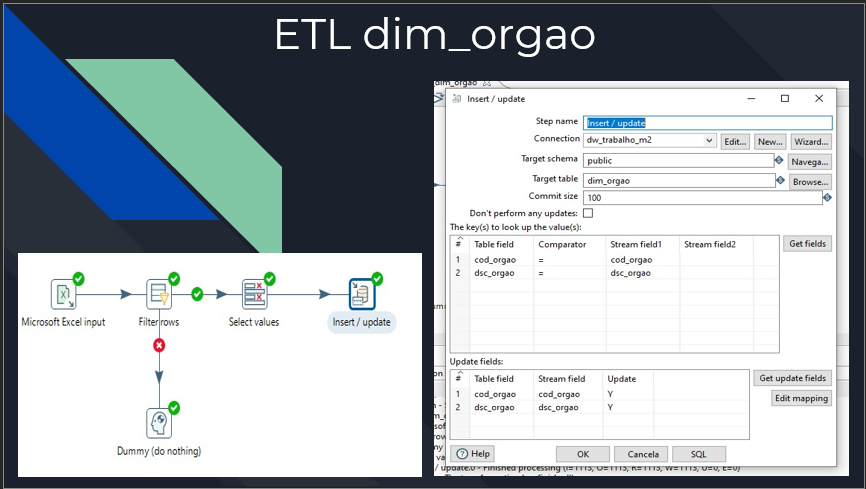 ETL dim_orgao
Microsoft Excel input
Filter rows
Select values
Insert / update
Dummy (do nothing)
dim_orgao
Insert / update
Step name Insert / update
Connection dw_trabalho_m2 Edit... New... Wizard...
Target schema public Navega...
Target table dim_orgao Browse...
Commit size 100
Don't perform any updates:
The key(s) to look up the value(s):
# Table field Comparator Stream field1 Stream field2 Get fields
1 cod_orgao = cod_orgao
2 dsc_orgao = dsc_orgao
Update fields:
# Table field Stream field Update Get update fields
1 cod_orgao cod_orgao Y
2 dsc_orgao dsc_orgao Y
Edit mapping
Help OK Cancela SQL
/ update.0 - Finished processing (I=1113, O=1113, R=1113, W=1113, U=0, E=0)